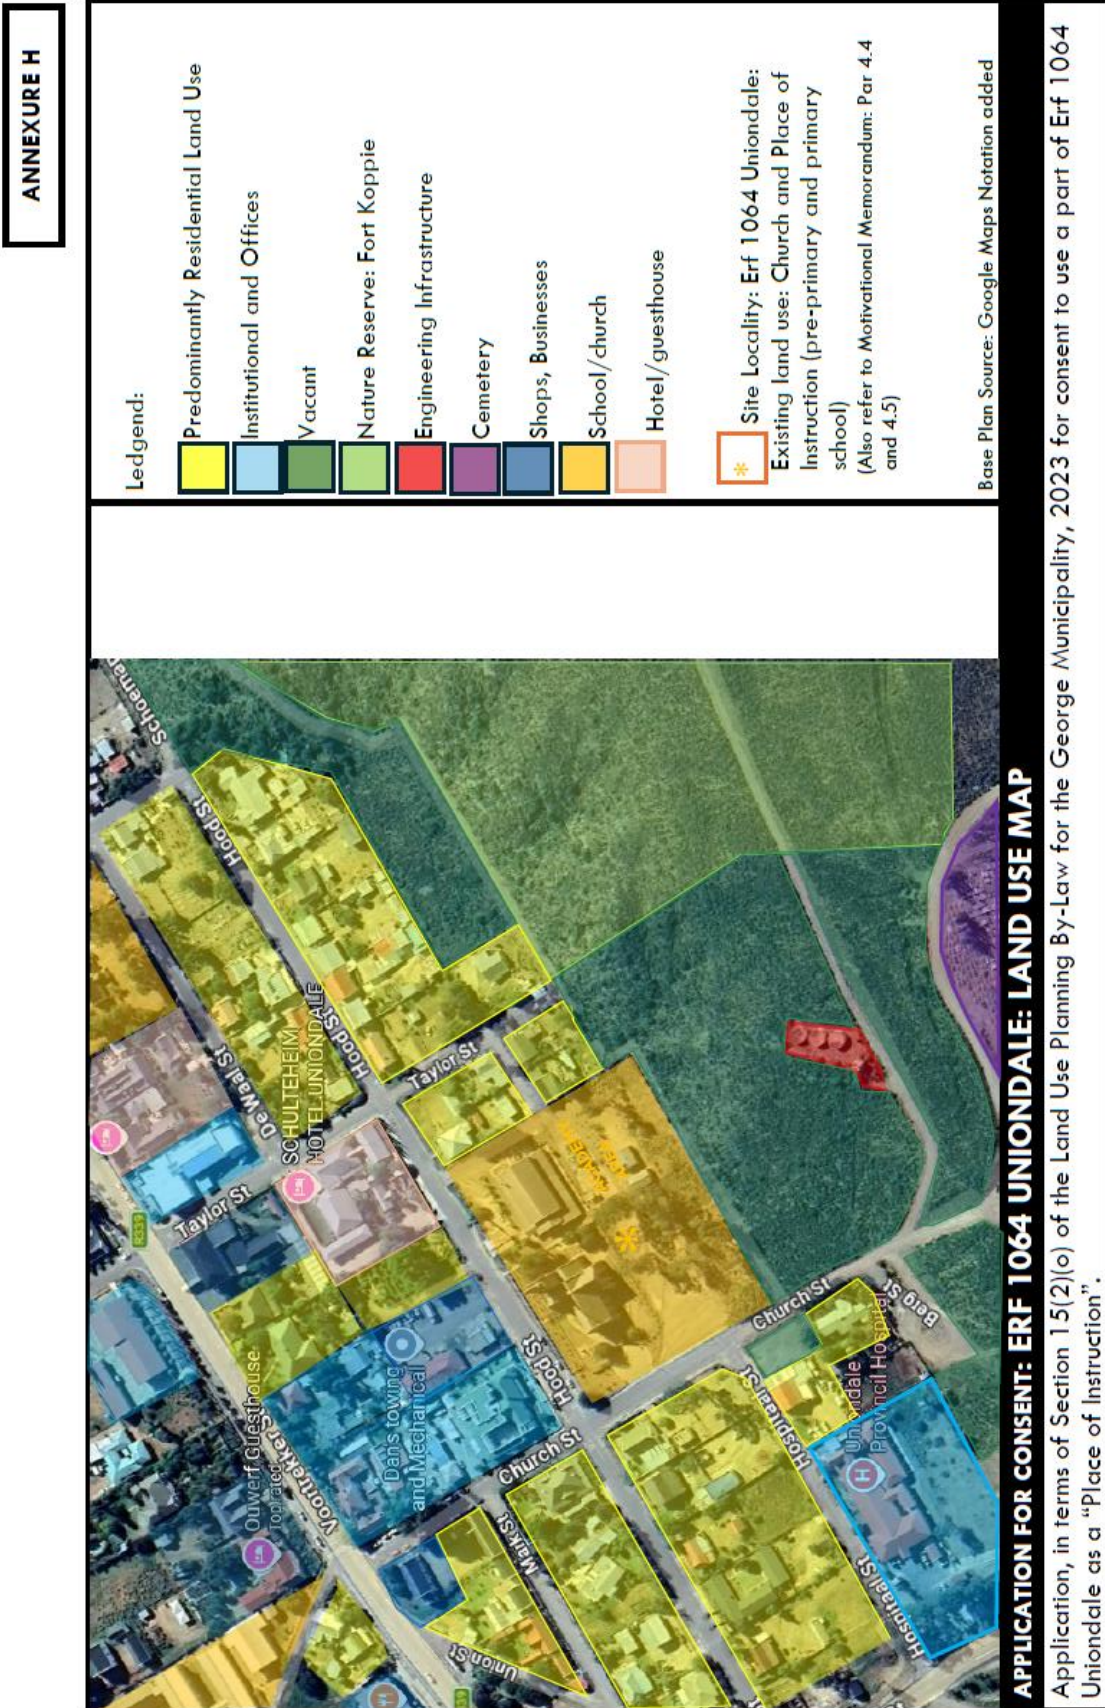 ANNEXURE H
Ledgend:
Predominantly Residential Land Use
Institutional and Offices
Vacant
Nature Reserve: Fort Koppie
Engineering Infrastructure
Cemetery
Shops, Businesses
School/church
Hotel/guesthouse
* Site Locality: Erf 1064 Uniondale:
Existing land use: Church and Place of
Instruction (pre-primary and primary
school)
(Also refer to Motivational Memorandum: Par 4.4
and 4.5)
Base Plan Source: Google Maps Notation added
Schoeman
Hood St
De Waal St
SCHULTEHEIM
HOTEL UNIONDALE
Hood St
Taylor St
R339
Taylor St
Ouwerf Guesthouse
Top rated
Voortrekker St
Dan's towing
and Mechanical
Hood St
Church St
Church St
Berg St
Mark St
Union St
Hospitaal St
Uniondale
Provincil Hospital
H
Hospitaal St
*
39
APPLICATION FOR CONSENT: ERF 1064 UNIONDALE: LAND USE MAP
Application, in terms of Section 15(2)(o) of the Land Use Planning By-Law for the George Municipality, 2023 for consent to use a part of Erf 1064
Uniondale as a "Place of Instruction".